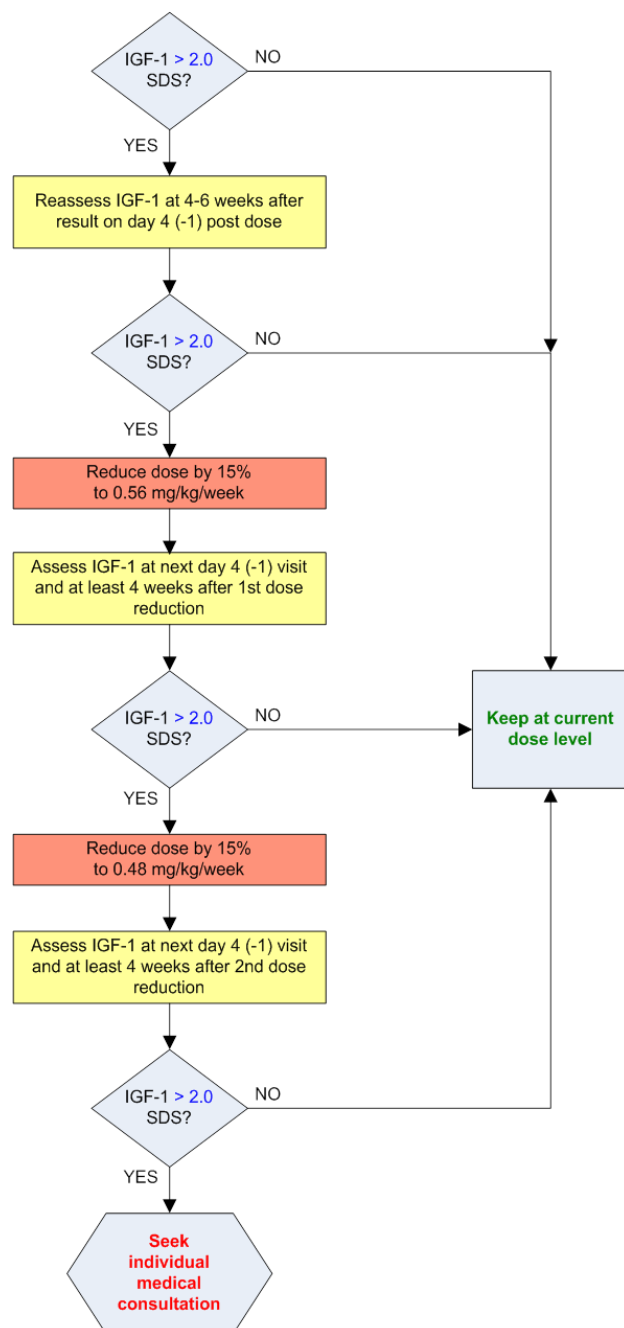 IGF-1 > 2.0
SDS?
NO
YES
Reassess IGF-1 at 4-6 weeks after
result on day 4 (-1) post dose
IGF-1 > 2.0
SDS?
NO
YES
Reduce dose by 15%
to 0.56 mg/kg/week
Assess IGF-1 at next day 4 (-1) visit
and at least 4 weeks after 1st dose
reduction
IGF-1 > 2.0
SDS?
NO
Keep at current
dose level
YES
Reduce dose by 15%
to 0.48 mg/kg/week
Assess IGF-1 at next day 4 (-1) visit
and at least 4 weeks after 2nd dose
reduction
IGF-1 > 2.0
SDS?
NO
YES
Seek
individual
medical
consultation